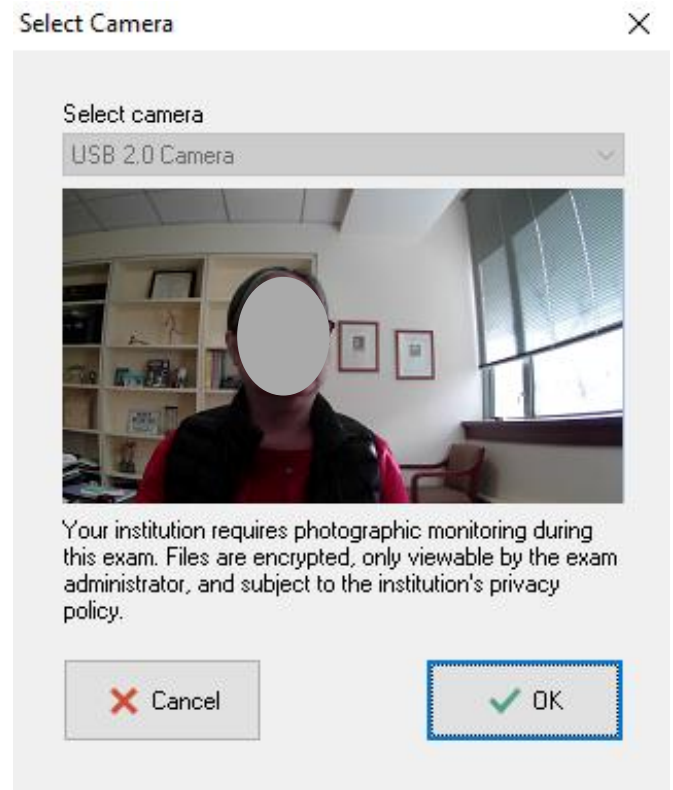 Select Camera
Select camera
USB 2.0 Camera
Your institution requires photographic monitoring during
this exam. Files are encrypted, only viewable by the exam
administrator, and subject to the institution's privacy
policy.
Cancel
OK